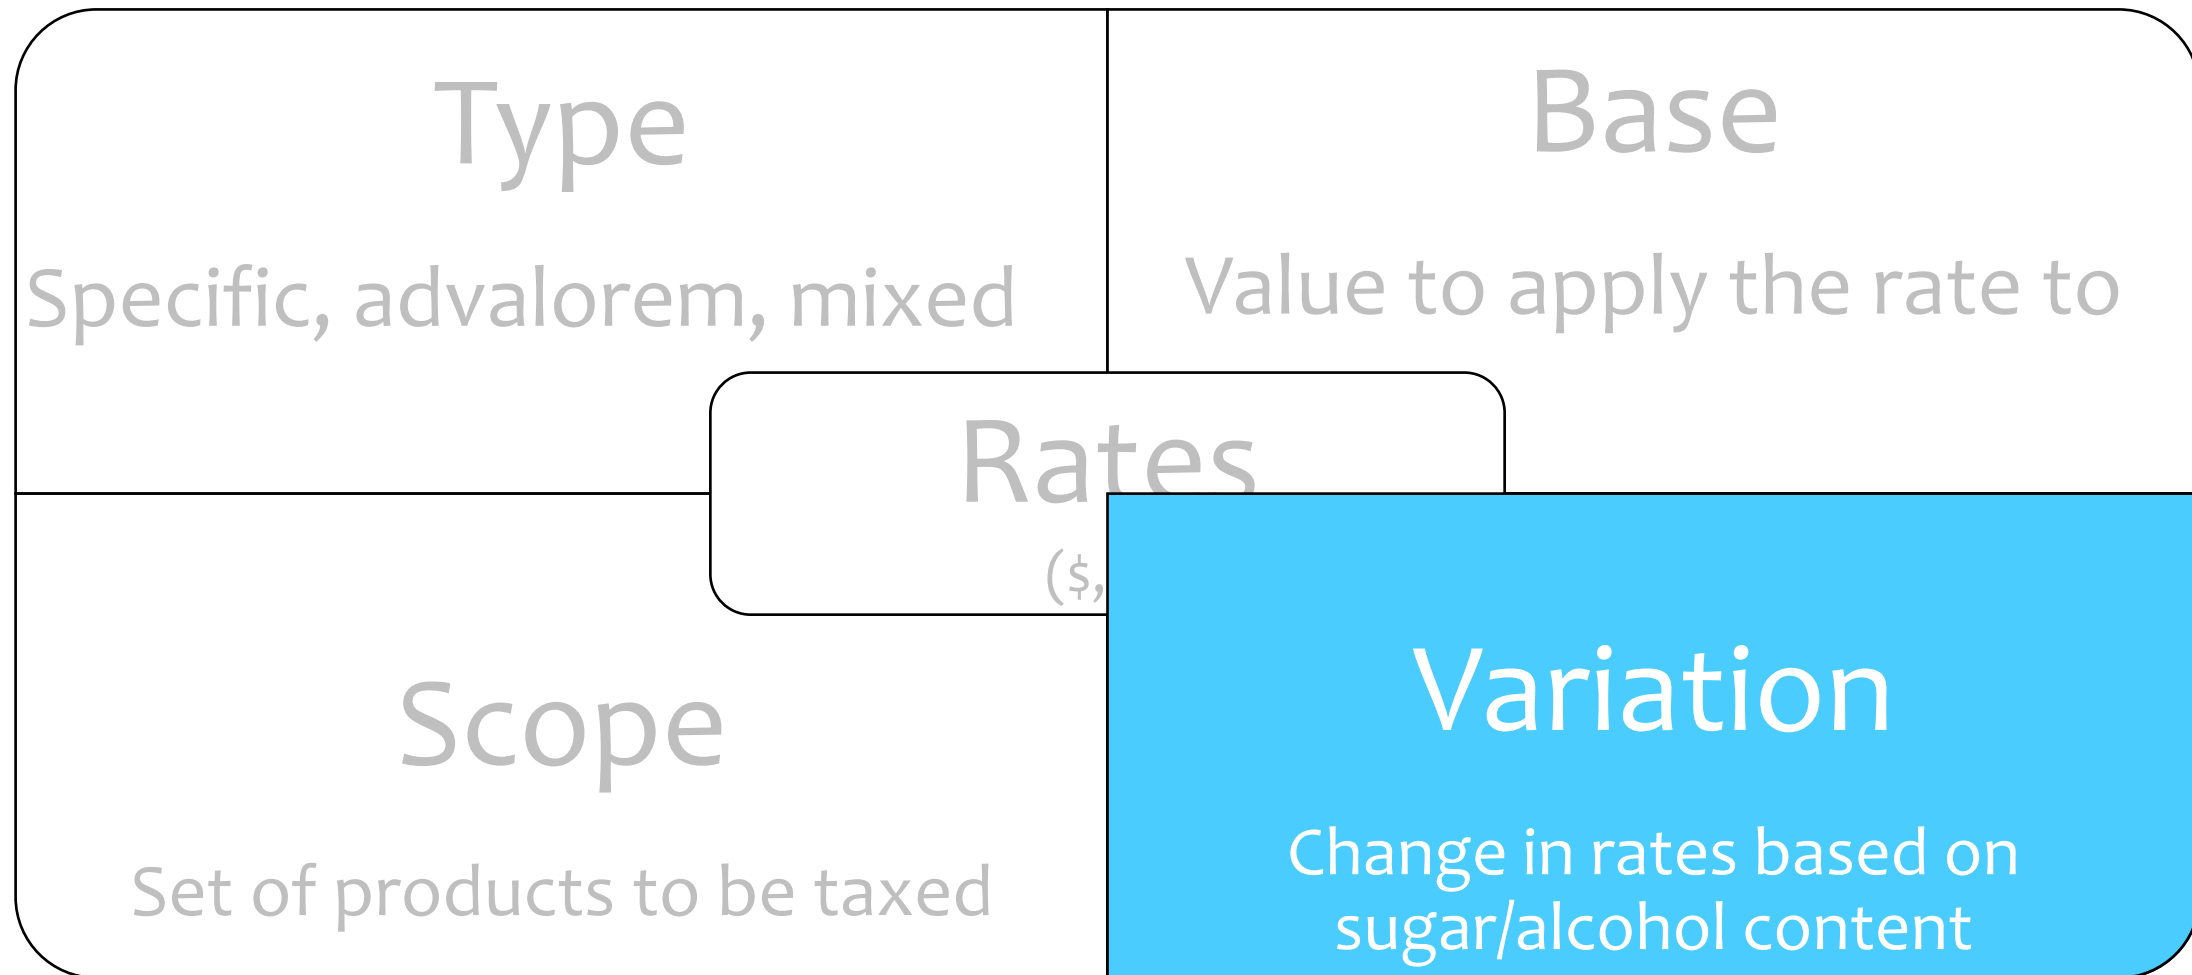 Type
Specific, advalorem, mixed
Base
Value to apply the rate to
Rates
($,
Scope
Set of products to be taxed
Variation
Change in rates based on
sugar/alcohol content